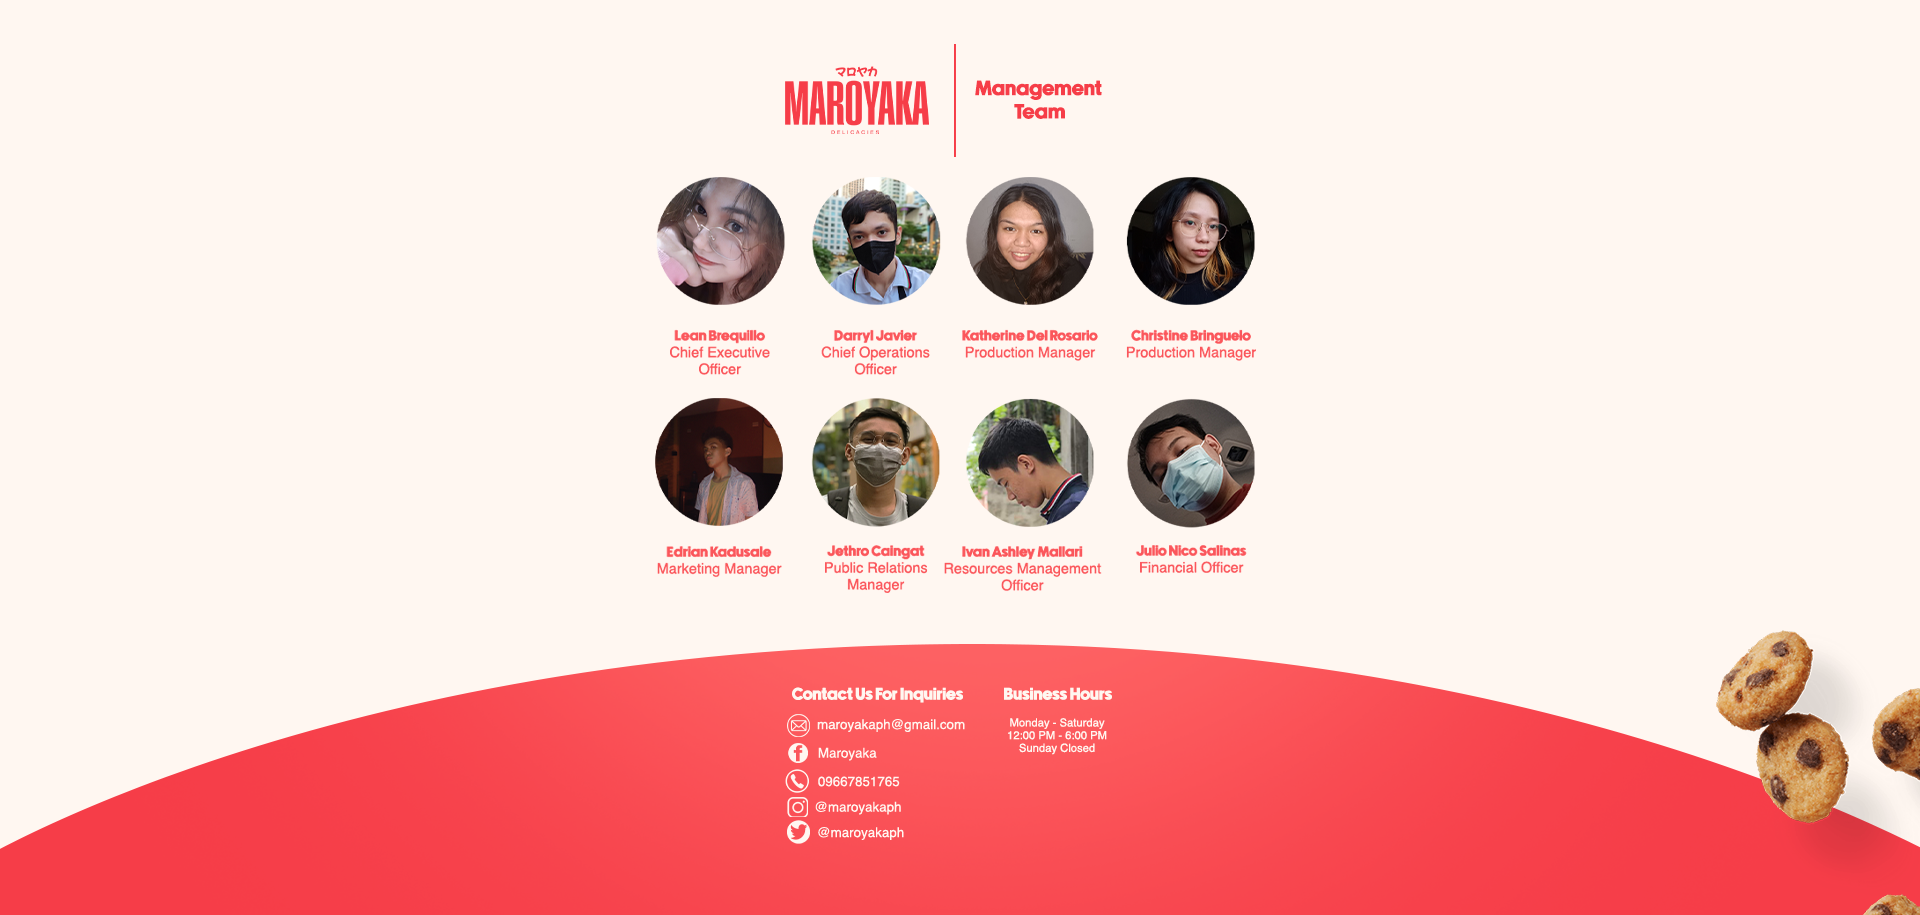 マロヤカ
MAROYAKA
DELICACIES
Management
Team
Lean Brequillo
Chief Executive
Officer
Darryl Javier
Chief Operations
Officer
Katherine Del Rosario
Production Manager
Christine Bringuelo
Production Manager
Edrian Kadusale
Marketing Manager
Jethro Caingat
Public Relations
Manager
Ivan Ashley Mallari
Resources Management
Officer
Julio Nico Salinas
Financial Officer
Contact Us For Inquiries
maroyakaph@gmail.com
Maroyaka
09667851765
@maroyakaph
@maroyakaph
Business Hours
Monday - Saturday
12:00 PM - 6:00 PM
Sunday Closed